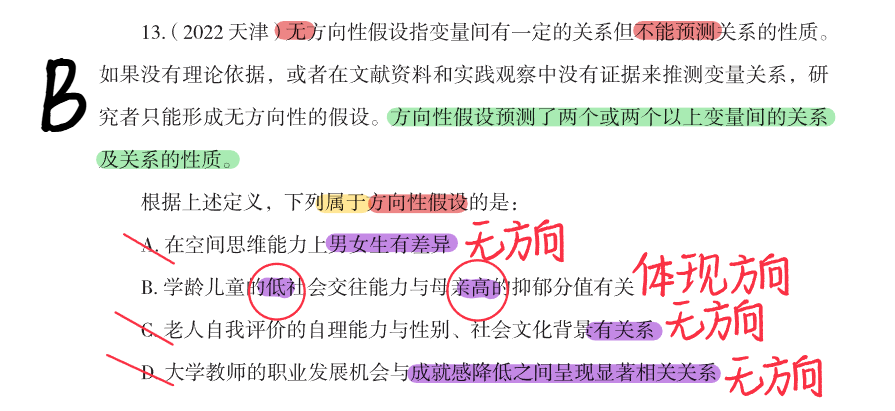 13.（2022 天津）无方向性假设指变量间有一定的关系但不能预测关系的性质。
如果没有理论依据，或者在文献资料和实践观察中没有证据来推测变量关系，研
B
究者只能形成无方向性的假设。方向性假设预测了两个或两个以上变量间的关系
及关系的性质。
根据上述定义，下列属于方向性假设的是：
A. 在空间思维能力上男女生有差异 无方向
B. 学龄儿童的低社会交往能力与母亲高的抑郁分值有关 体现方向
C. 老人自我评价的自理能力与性别、社会文化背景有关系 无方向
D. 大学教师的职业发展机会与成就感降低之间呈现显著相关关系 无方向